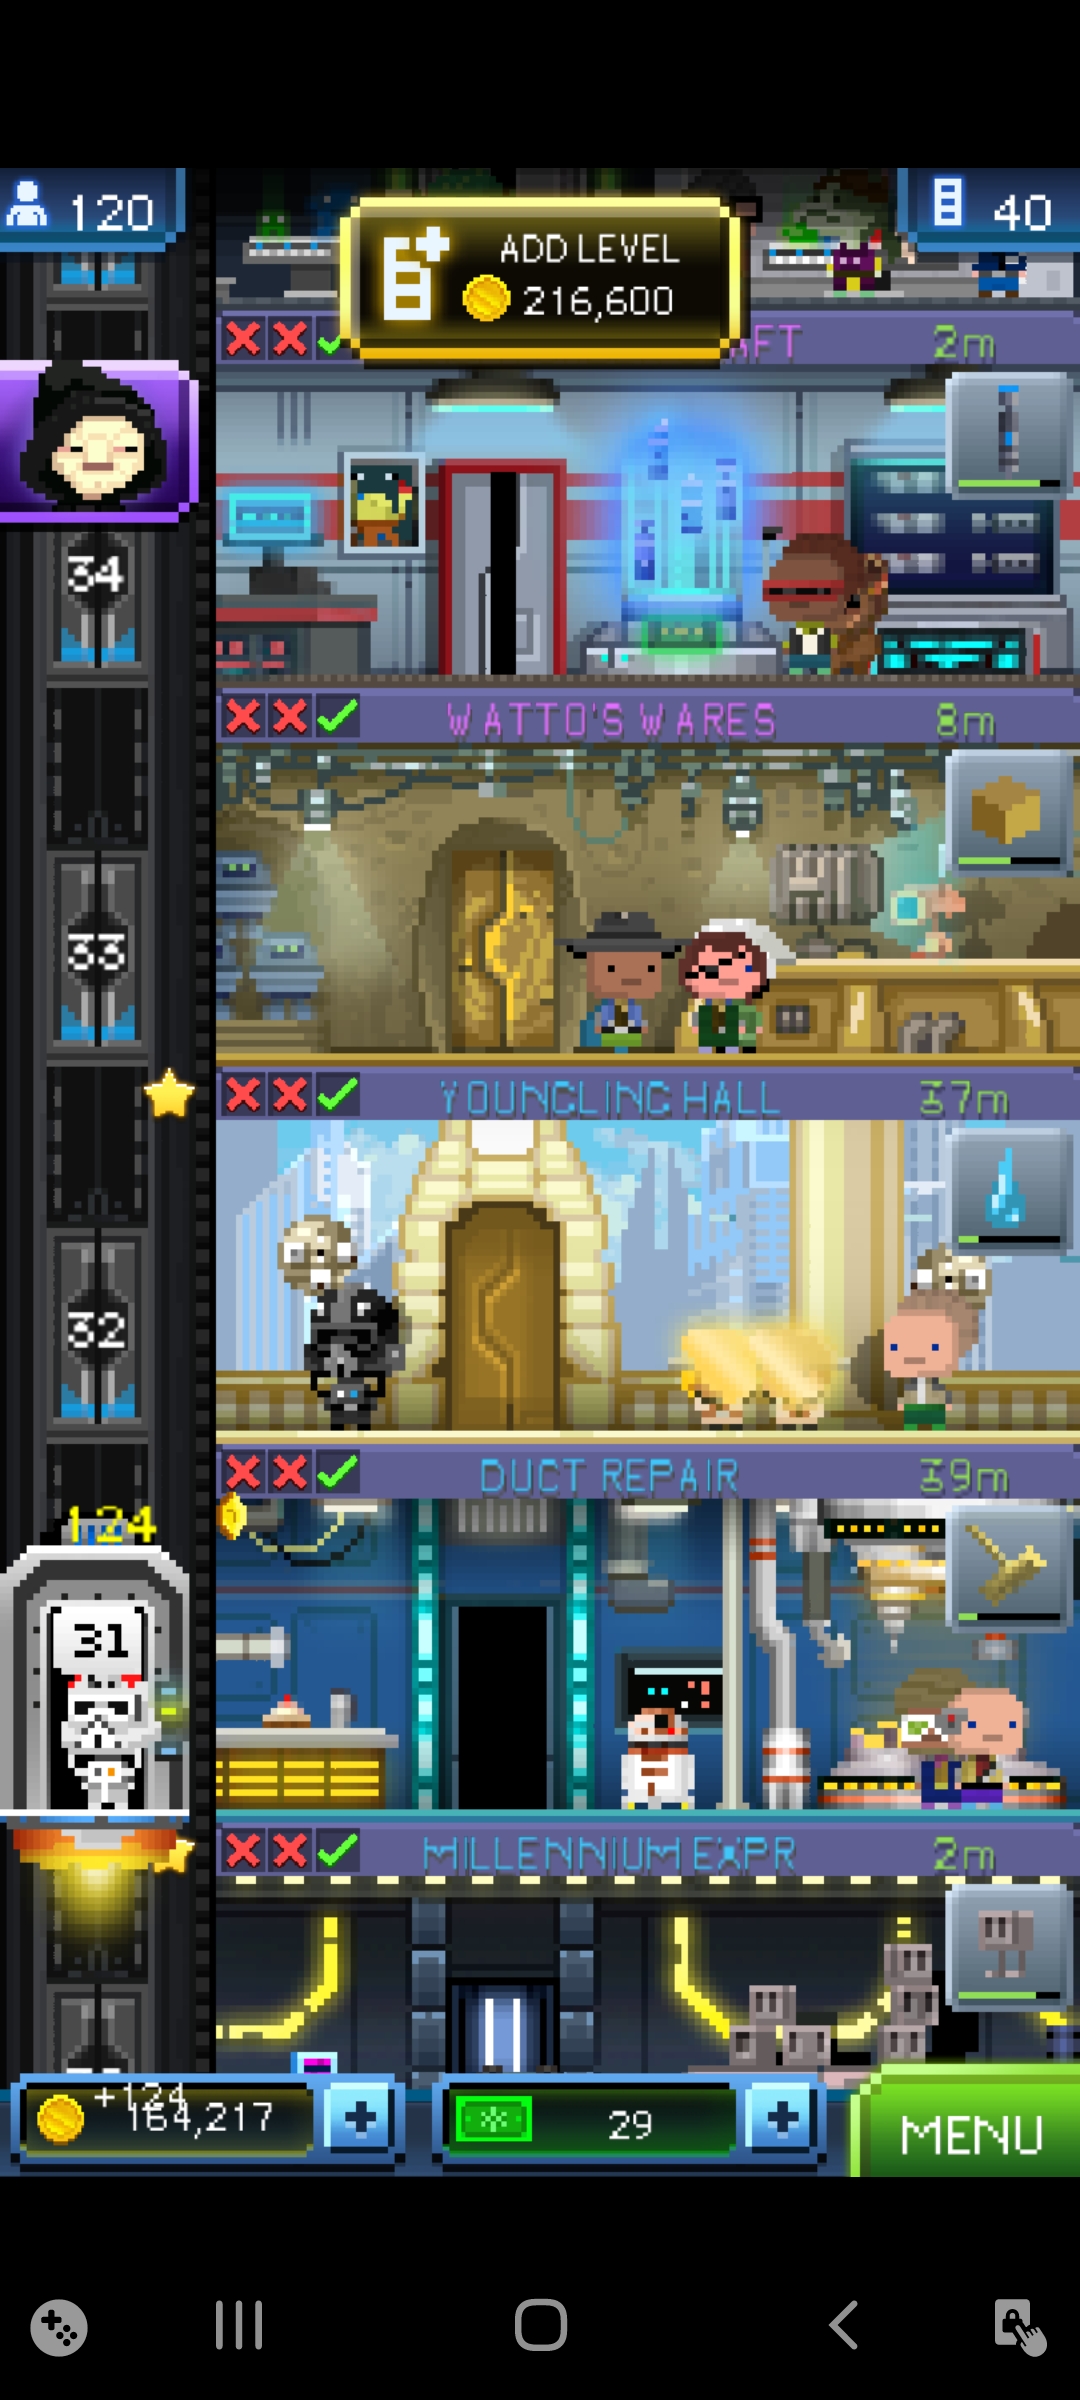 120
40
ADD LEVEL
216,600
AFT 2m
34
WATTO'S WARES 8m
33
YOUNGLING HALL 37m
32
DUCT REPAIR 39m
124
31
MILLENNIUM EXPR 2m
+124
164,217
29
MENU